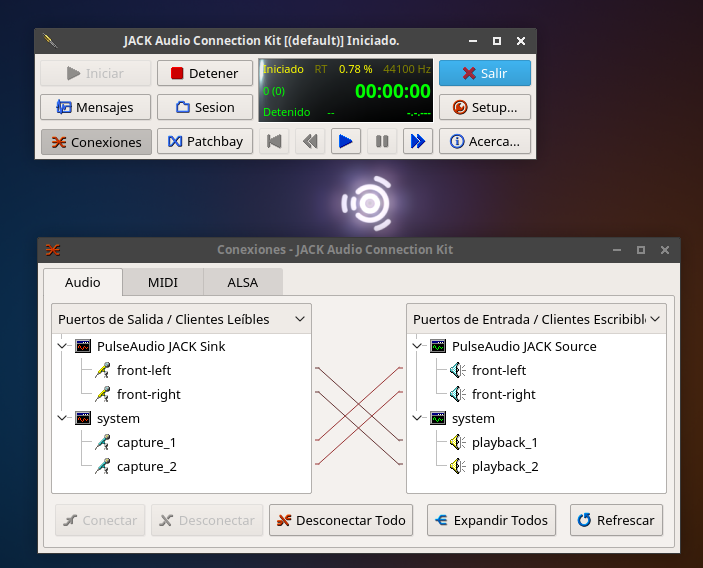 JACK Audio Connection Kit [(default)] Iniciado.
Iniciar
Detener
Iniciado RT 0.78 % 44100 Hz
Salir
Mensajes
Sesion
0 (0) 00:00:00
Setup...
Conexiones
Patchbay
Detenido -- -.-.---
Acerca...
Conexiones - JACK Audio Connection Kit
Audio MIDI ALSA
Puertos de Salida / Clientes Leíbles
PulseAudio JACK Sink
front-left
front-right
system
capture_1
capture_2
Puertos de Entrada / Clientes Escribibl
PulseAudio JACK Source
front-left
front-right
system
playback_1
playback_2
Conectar
Desconectar
Desconectar Todo
Expandir Todos
Refrescar